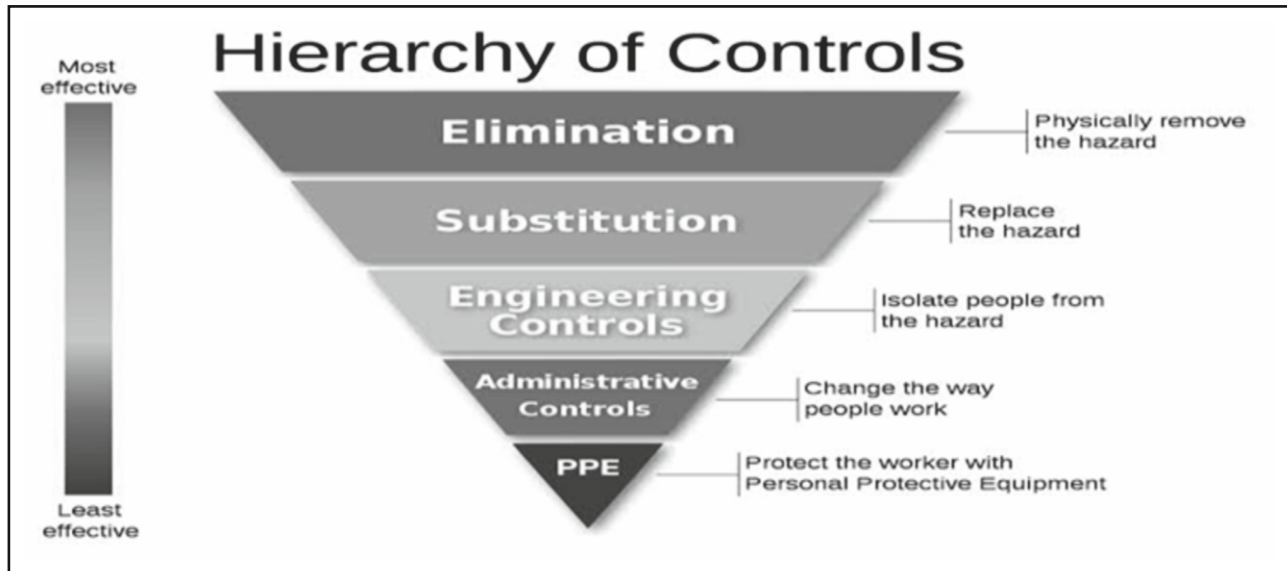 Hierarchy of Controls
Most
effective
Elimination
Physically remove
the hazard
Substitution
Replace
the hazard
Engineering
Controls
Isolate people from
the hazard
Administrative
Controls
Change the way
people work
PPE
Protect the worker with
Personal Protective Equipment
Least
effective